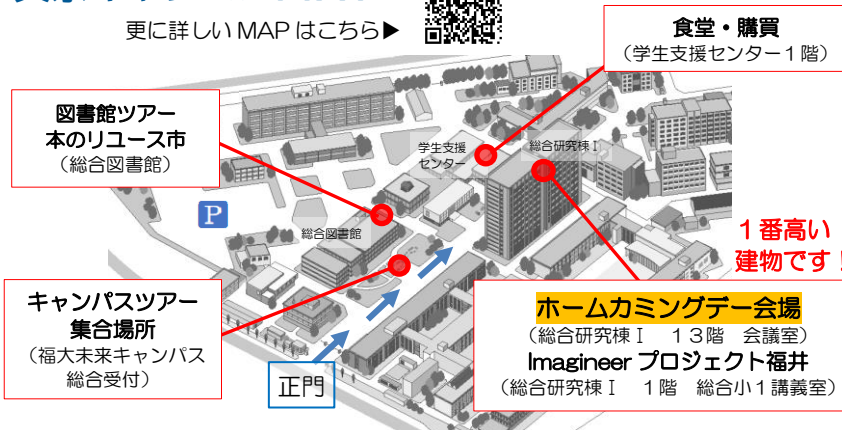 更に詳しいMAPはこちら▶
食堂・購買
（学生支援センター１階）
図書館ツアー
本のリユース市
（総合図書館）
学生支援
センター
総合研究棟Ⅰ
P
総合図書館
１番高い
建物です！
キャンパスツアー
集合場所
（福大未来キャンパス
総合受付）
正門
ホームカミングデー会場
（総合研究棟Ⅰ　１３階　会議室）
Imagineer プロジェクト福井
（総合研究棟Ⅰ　１階　総合小１講義室）